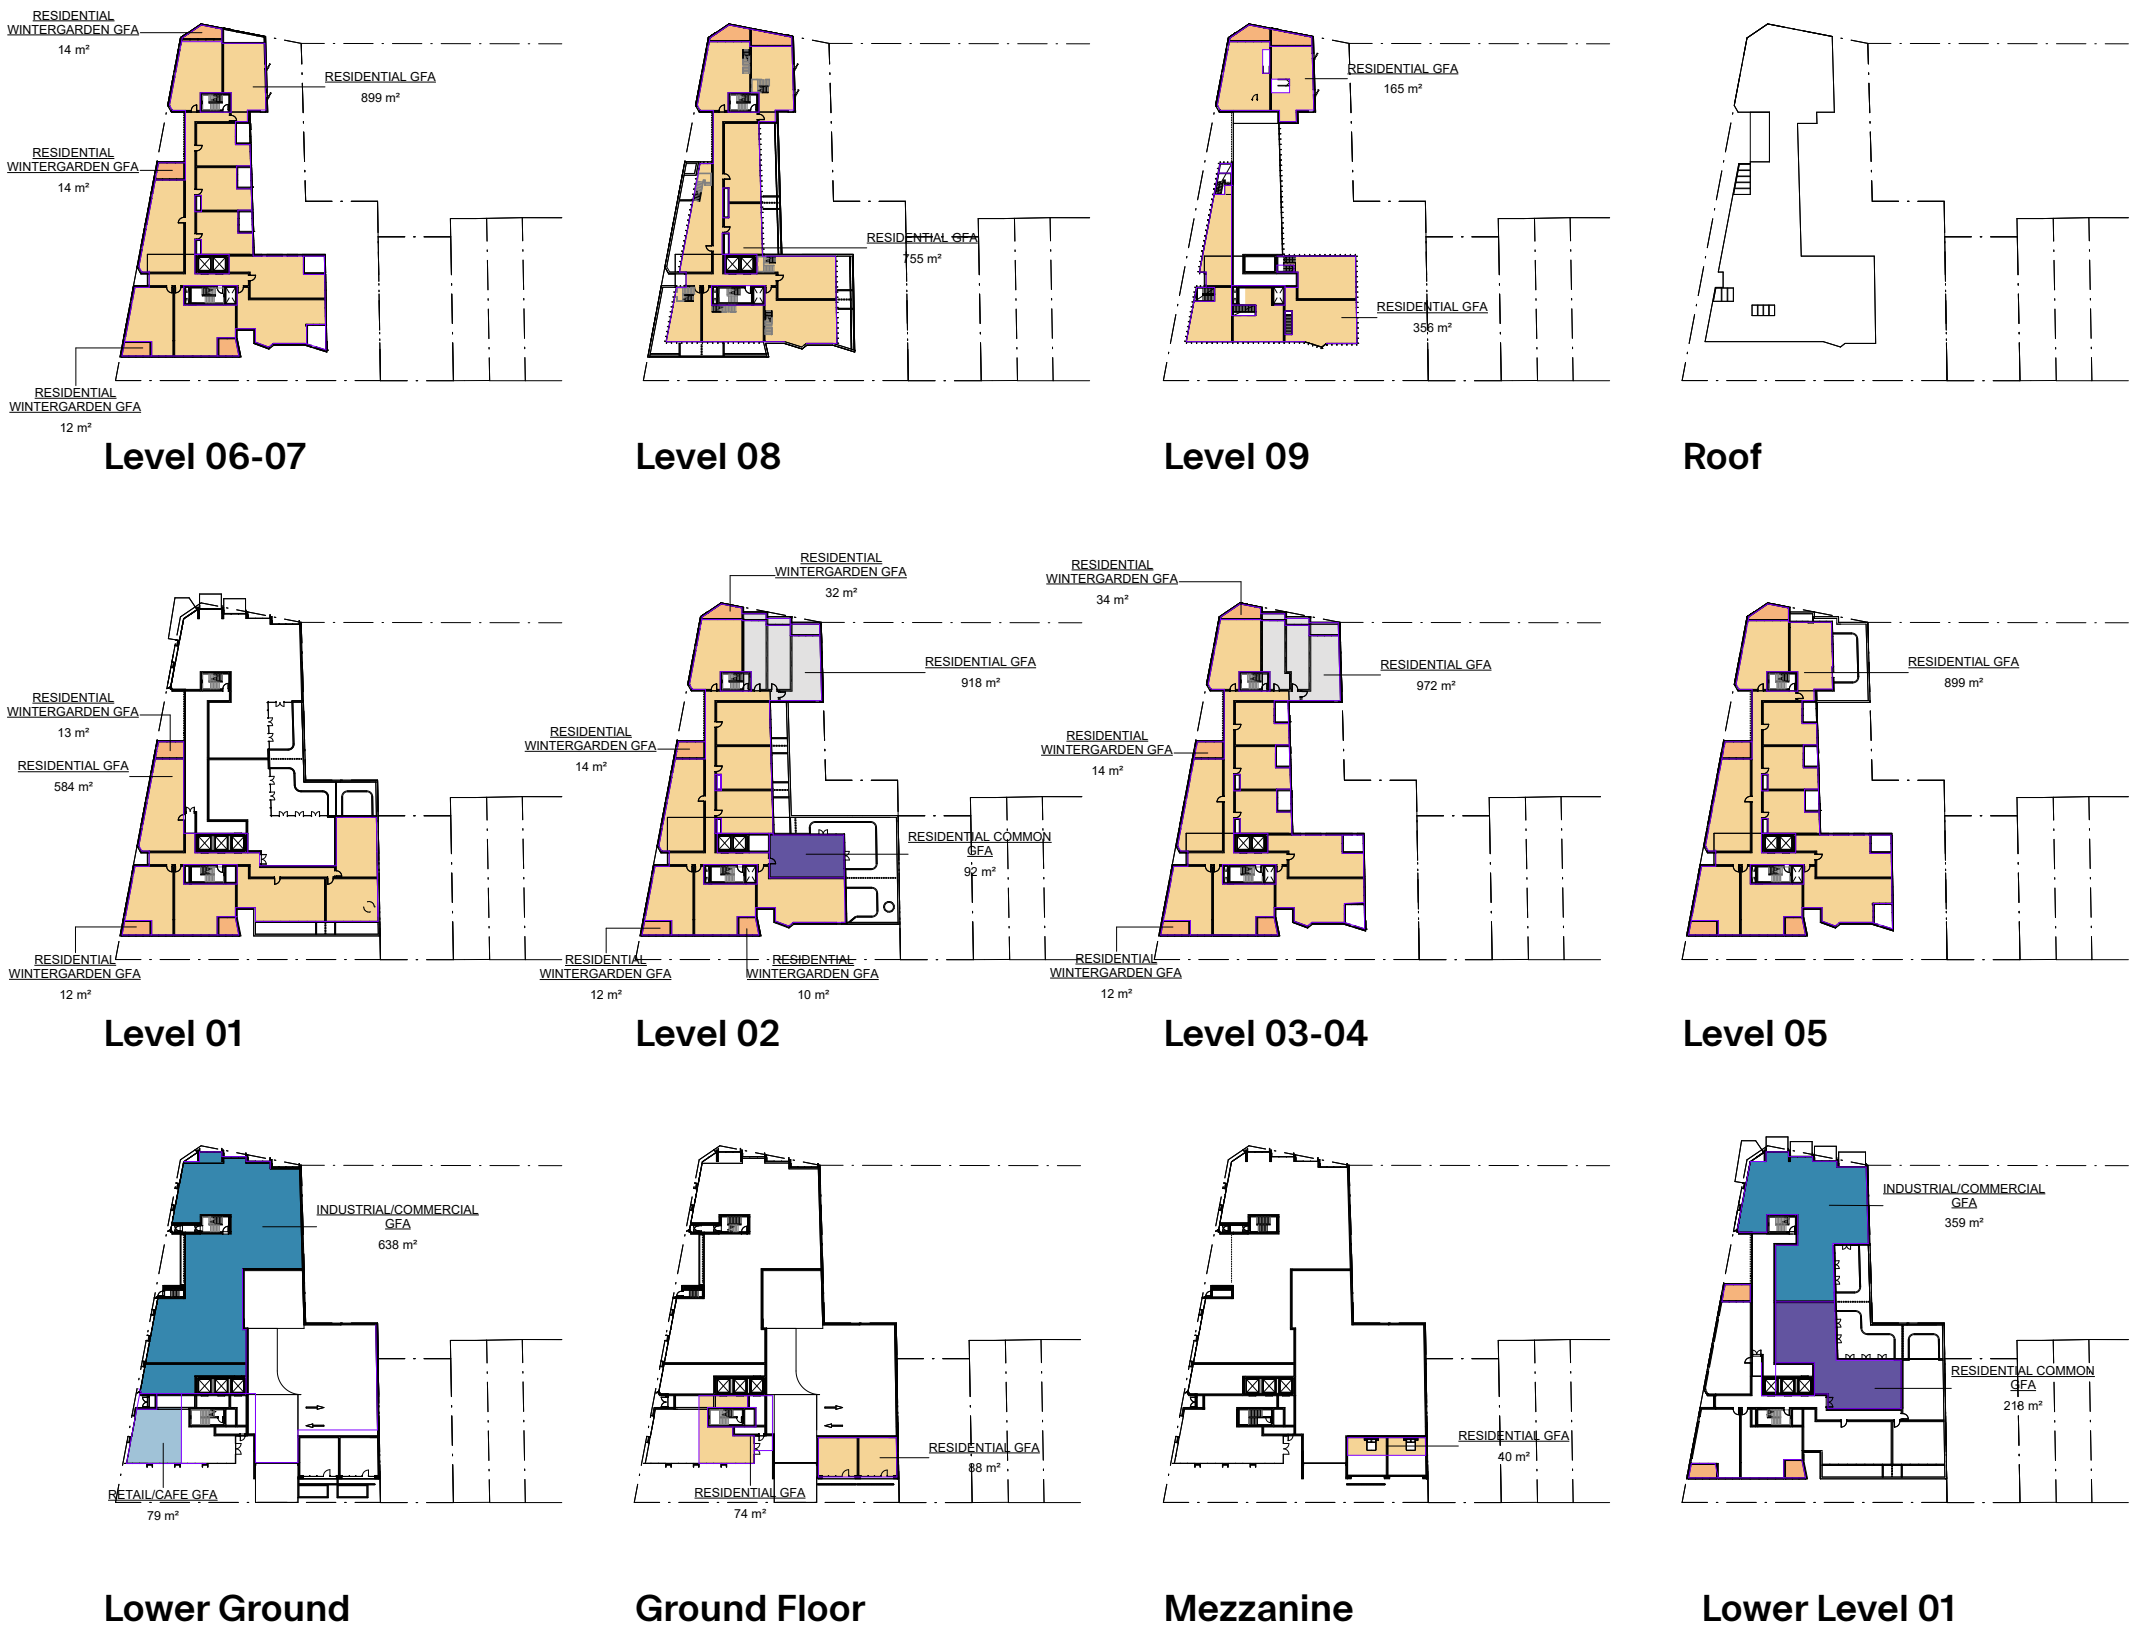 RESIDENTIAL
WINTERGARDEN GFA
14 m²
RESIDENTIAL GFA
899 m²
RESIDENTIAL
WINTERGARDEN GFA
14 m²
RESIDENTIAL
WINTERGARDEN GFA
12 m²
Level 06-07
RESIDENTIAL GFA
755 m²
Level 08
RESIDENTIAL GFA
165 m²
RESIDENTIAL GFA
356 m²
Level 09
Roof
RESIDENTIAL
WINTERGARDEN GFA
13 m²
RESIDENTIAL GFA
584 m²
RESIDENTIAL
WINTERGARDEN GFA
12 m²
Level 01
RESIDENTIAL
WINTERGARDEN GFA
32 m²
RESIDENTIAL GFA
918 m²
RESIDENTIAL
WINTERGARDEN GFA
14 m²
RESIDENTIAL COMMON
GFA
92 m²
RESIDENTIAL
WINTERGARDEN GFA
12 m²
RESIDENTIAL
WINTERGARDEN GFA
10 m²
Level 02
RESIDENTIAL
WINTERGARDEN GFA
34 m²
RESIDENTIAL GFA
972 m²
RESIDENTIAL
WINTERGARDEN GFA
14 m²
RESIDENTIAL
WINTERGARDEN GFA
12 m²
Level 03-04
RESIDENTIAL GFA
899 m²
Level 05
INDUSTRIAL/COMMERCIAL
GFA
638 m²
RETAIL/CAFE GFA
79 m²
Lower Ground
RESIDENTIAL GFA
88 m²
RESIDENTIAL GFA
74 m²
Ground Floor
RESIDENTIAL GFA
40 m²
Mezzanine
INDUSTRIAL/COMMERCIAL
GFA
359 m²
RESIDENTIAL COMMON
GFA
218 m²
Lower Level 01